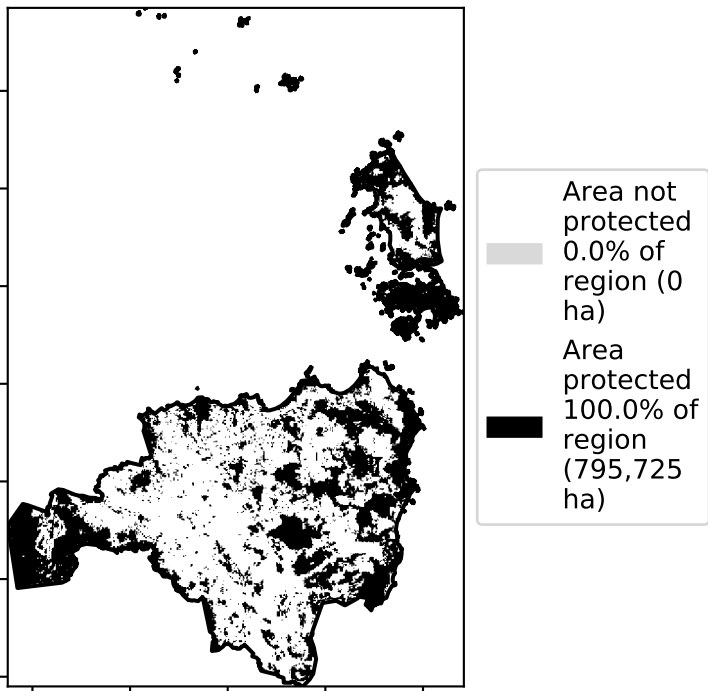 Area not
protected
0.0% of
region (0
ha)
Area
protected
100.0% of
region
(795,725
ha)